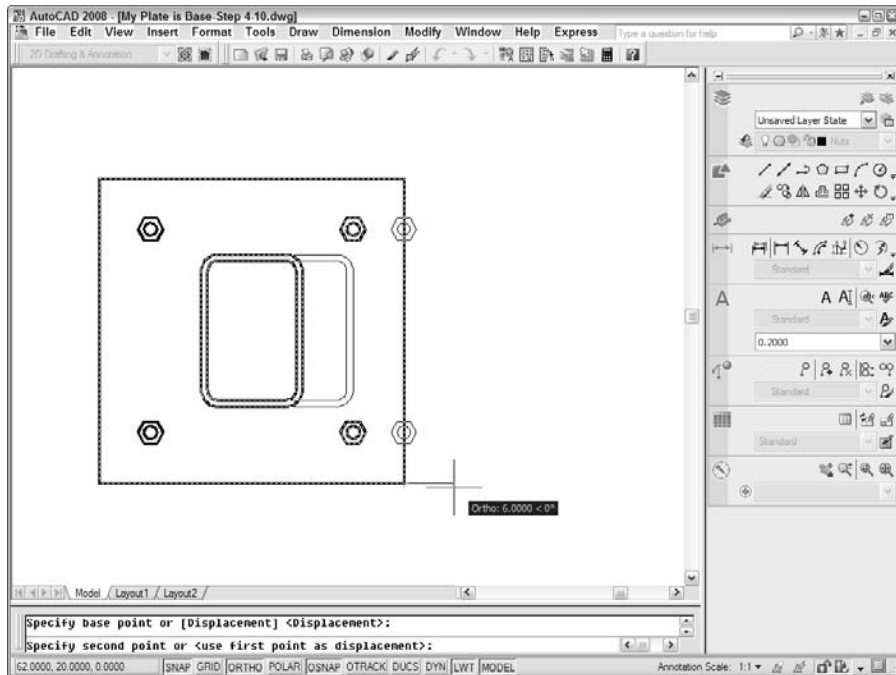 AutoCAD 2008 - [My Plate is Base-Step 4-10.dwg]
File Edit View Insert Format Tools Draw Dimension Modify Window Help Express Type a question for help
2D Drafting & Annotation
Unsaved Layer State
Nuts
Standard
A A
Standard
0.2000
Standard
Standard
Ortho: 6.0000 < 0°
Model Layout1 Layout2
Specify base point or [Displacement] <Displacement>:
Specify second point or <use first point as displacement>:
62.0000, 20.0000, 0.0000 SNAP GRID ORTHO POLAR OSNAP OTRACK DUCS DYN LWT MODEL Annotation Scale: 1:1